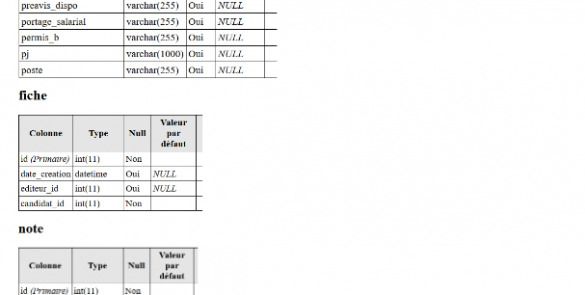 preavis_dispo varchar(255) Oui NULL
portage_salarial varchar(255) Oui NULL
permis_b varchar(255) Oui NULL
pj varchar(1000) Oui NULL
poste varchar(255) Oui NULL
fiche
Colonne Type Null Valeur par défaut
id (Primaire) int(11) Non
date_creation datetime Oui NULL
editeur_id int(11) Oui NULL
candidat_id int(11) Non
note
Colonne Type Null Valeur par défaut
id (Primaire) int(11) Non